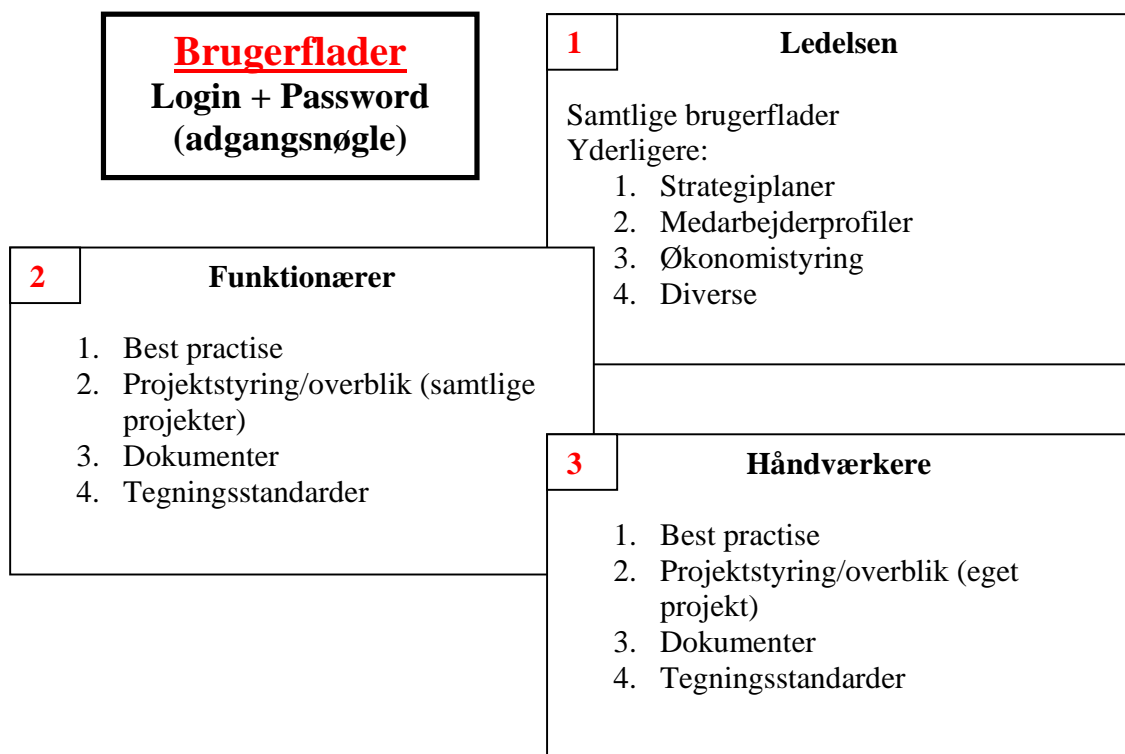 Brugerflader
Login + Password
(adgangsnøgle)
1
Ledelsen
Samtlige brugerflader
Yderligere:
1. Strategiplaner
2. Medarbejderprofiler
3. Økonomistyring
4. Diverse
2
Funktionærer
1. Best practise
2. Projektstyring/overblik (samtlige
projekter)
3. Dokumenter
4. Tegningsstandarder
3
Håndværkere
1. Best practise
2. Projektstyring/overblik (eget
projekt)
3. Dokumenter
4. Tegningsstandarder